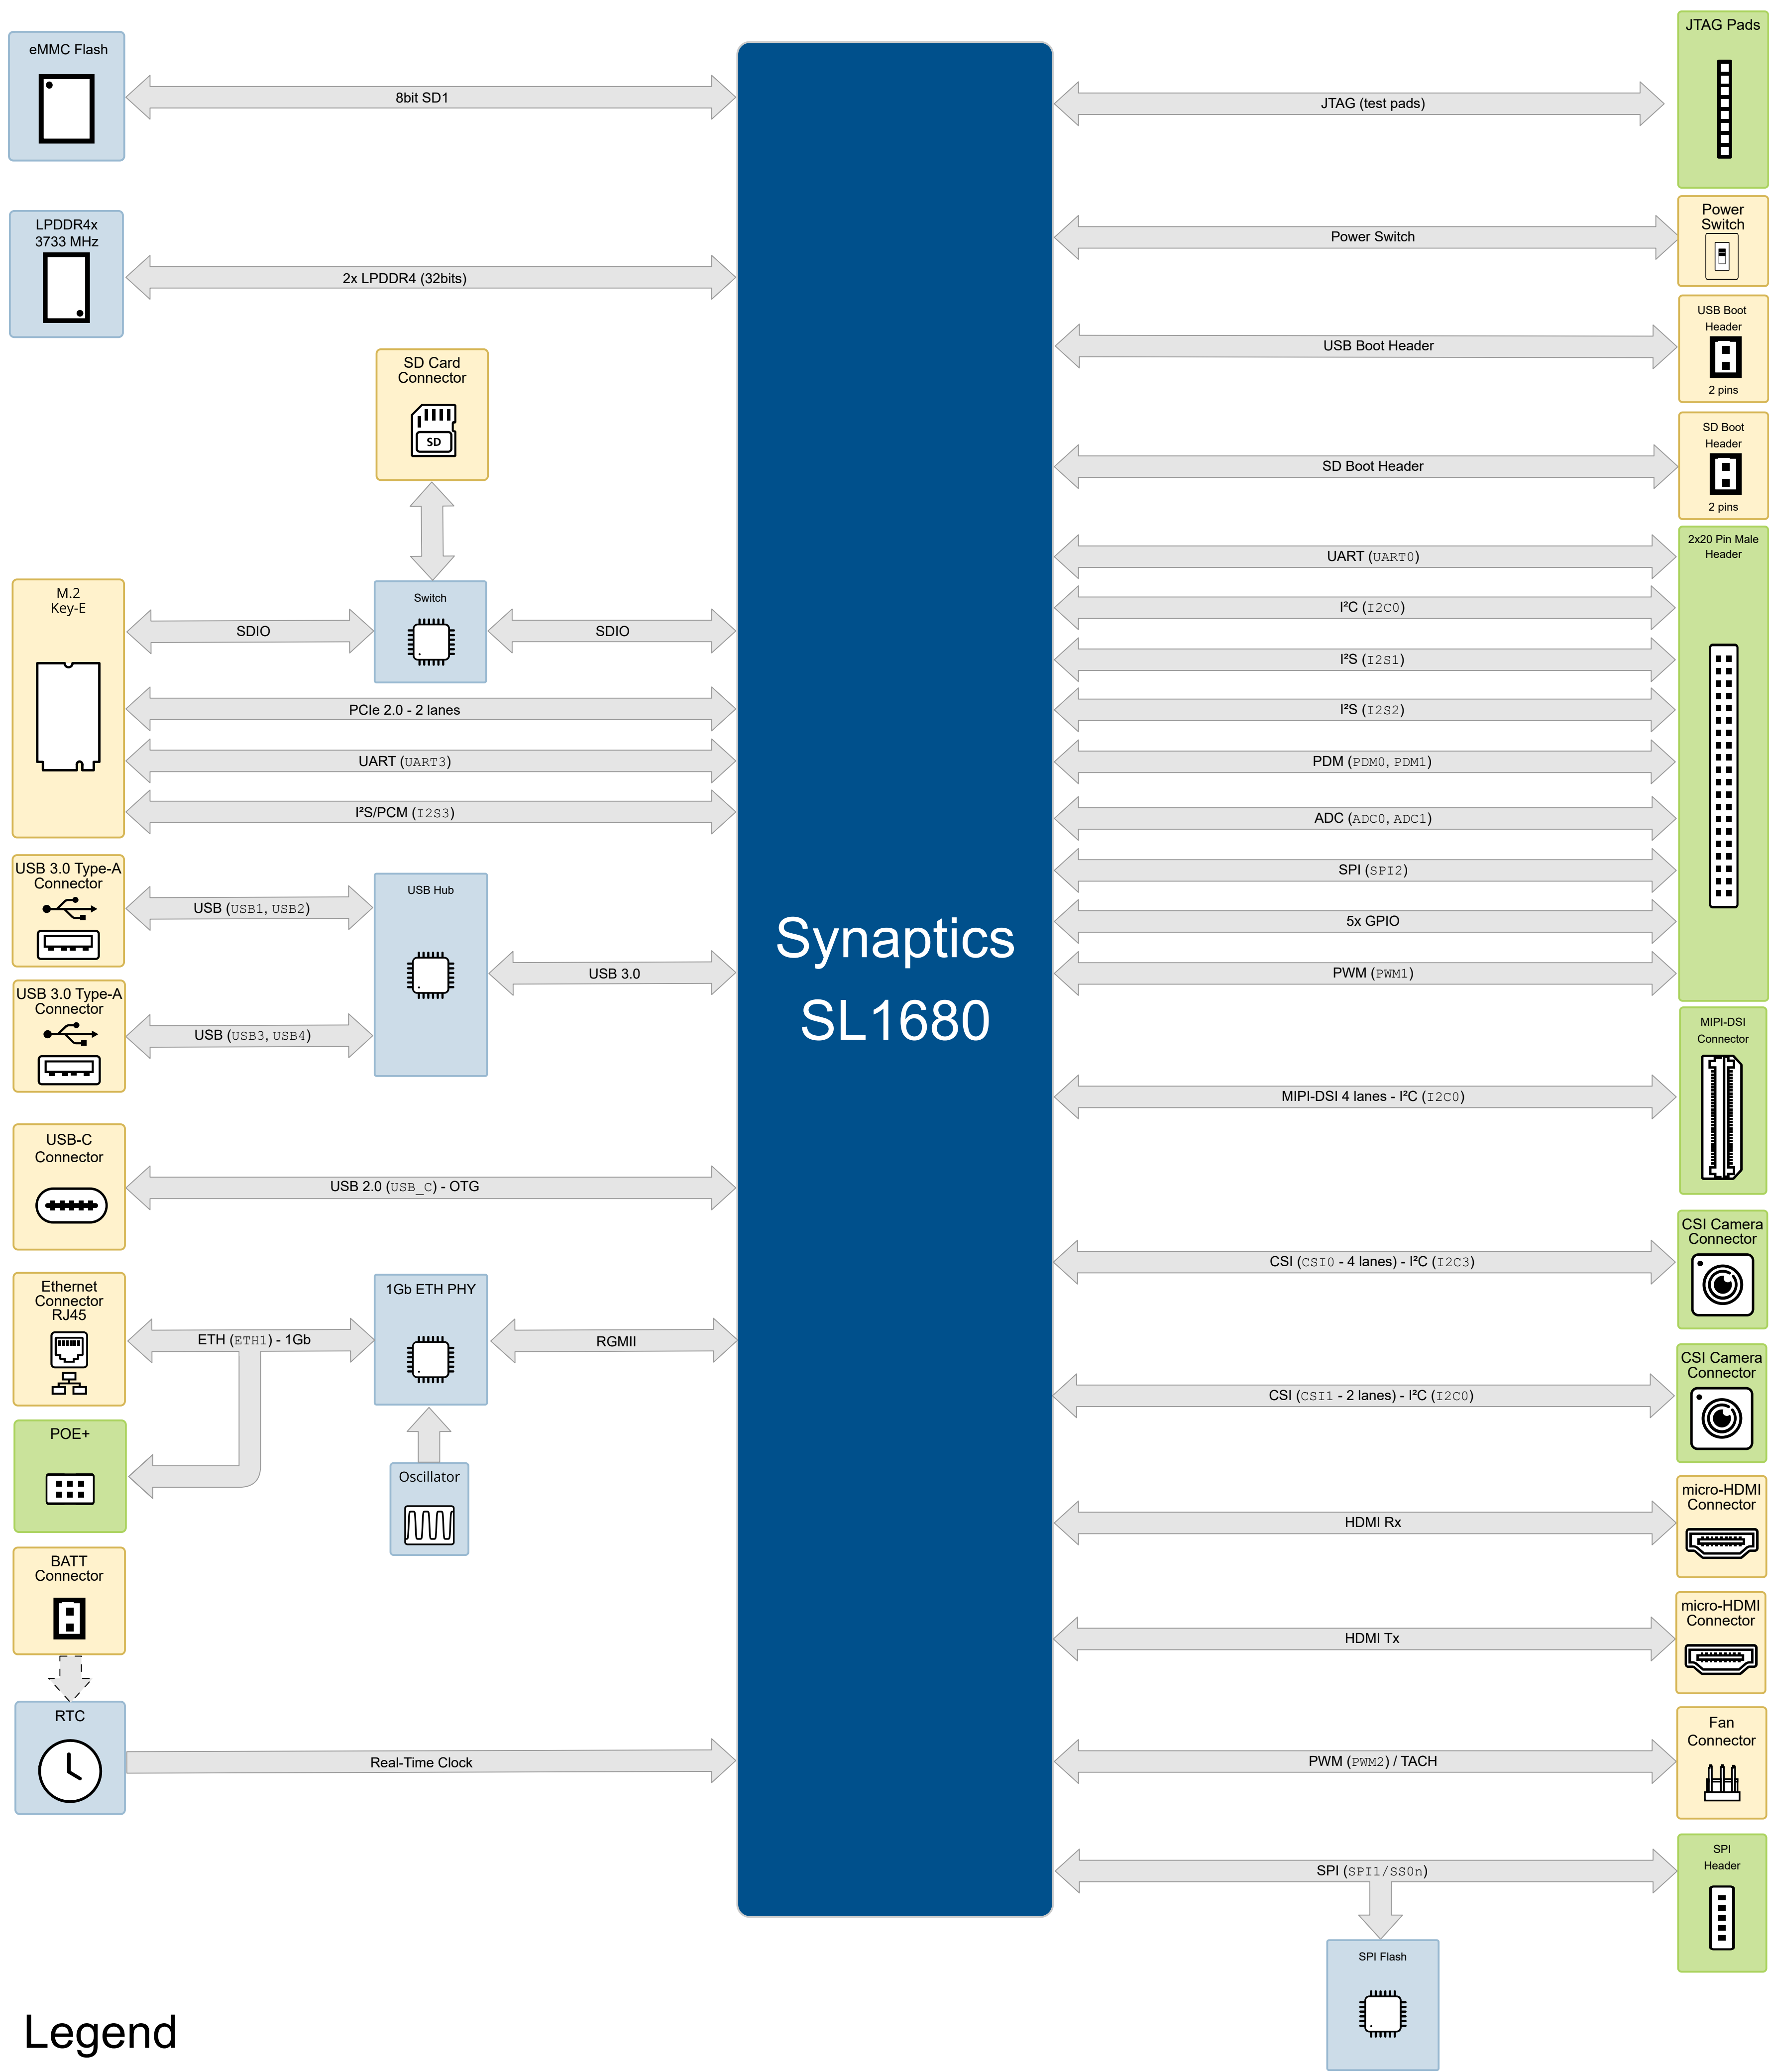 eMMC Flash
8bit SD1
LPDDR4x
3733 MHz
2x LPDDR4 (32bits)
SD Card
Connector
SD
M.2
Key-E
SDIO
Switch
SDIO
PCIe 2.0 - 2 lanes
UART (UART3)
I²S/PCM (I2S3)
USB 3.0 Type-A
Connector
USB (USB1, USB2)
USB Hub
USB 3.0
USB 3.0 Type-A
Connector
USB (USB3, USB4)
USB-C
Connector
USB 2.0 (USB_C) - OTG
Ethernet
Connector
RJ45
ETH (ETH1) - 1Gb
1Gb ETH PHY
RGMII
POE+
Oscillator
BATT
Connector
RTC
Real-Time Clock
Synaptics
SL1680
JTAG (test pads)
JTAG Pads
Power Switch
Power
Switch
USB Boot Header
USB Boot
Header
2 pins
SD Boot Header
SD Boot
Header
2 pins
2x20 Pin Male
Header
UART (UART0)
I²C (I2C0)
I²S (I2S1)
I²S (I2S2)
PDM (PDM0, PDM1)
ADC (ADC0, ADC1)
SPI (SPI2)
5x GPIO
PWM (PWM1)
MIPI-DSI
Connector
MIPI-DSI 4 lanes - I²C (I2C0)
CSI Camera
Connector
CSI (CSI0 - 4 lanes) - I²C (I2C3)
CSI Camera
Connector
CSI (CSI1 - 2 lanes) - I²C (I2C0)
micro-HDMI
Connector
HDMI Rx
micro-HDMI
Connector
HDMI Tx
Fan
Connector
PWM (PWM2) / TACH
SPI
Header
SPI (SPI1/SS0n)
SPI Flash
Legend